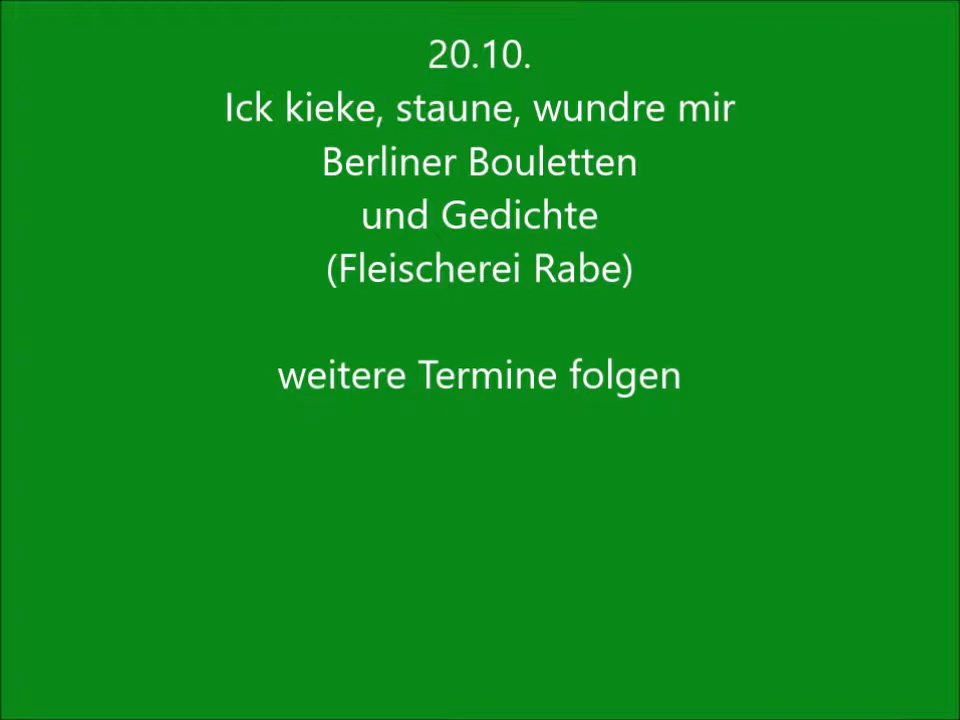 20.10.
Ick kieke, staune, wundre mir
Berliner Bouletten
und Gedichte
(Fleischerei Rabe)
weitere Termine folgen